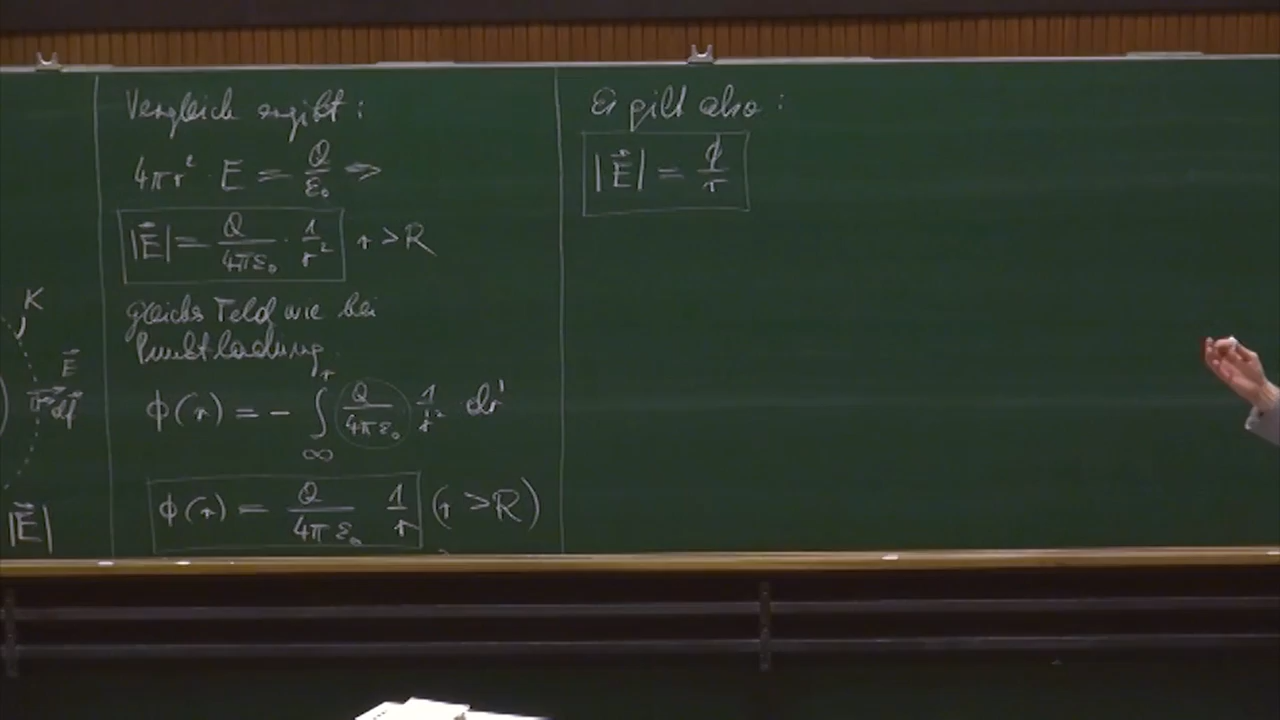 K
E⃗
df⃗
|E⃗|
Vergleich ergibt:
4πr² · E = Q/ε₀ ⇒
|E⃗| = Q/4πε₀ · 1/r² r > R
gleiches Feld wie bei
Punktladung.
ϕ(r) = - ∫_∞^r Q/4πε₀ 1/r'² dr'
ϕ(r) = Q/4πε₀ 1/r (r > R)
Es gilt also:
|E⃗| = ϕ/r